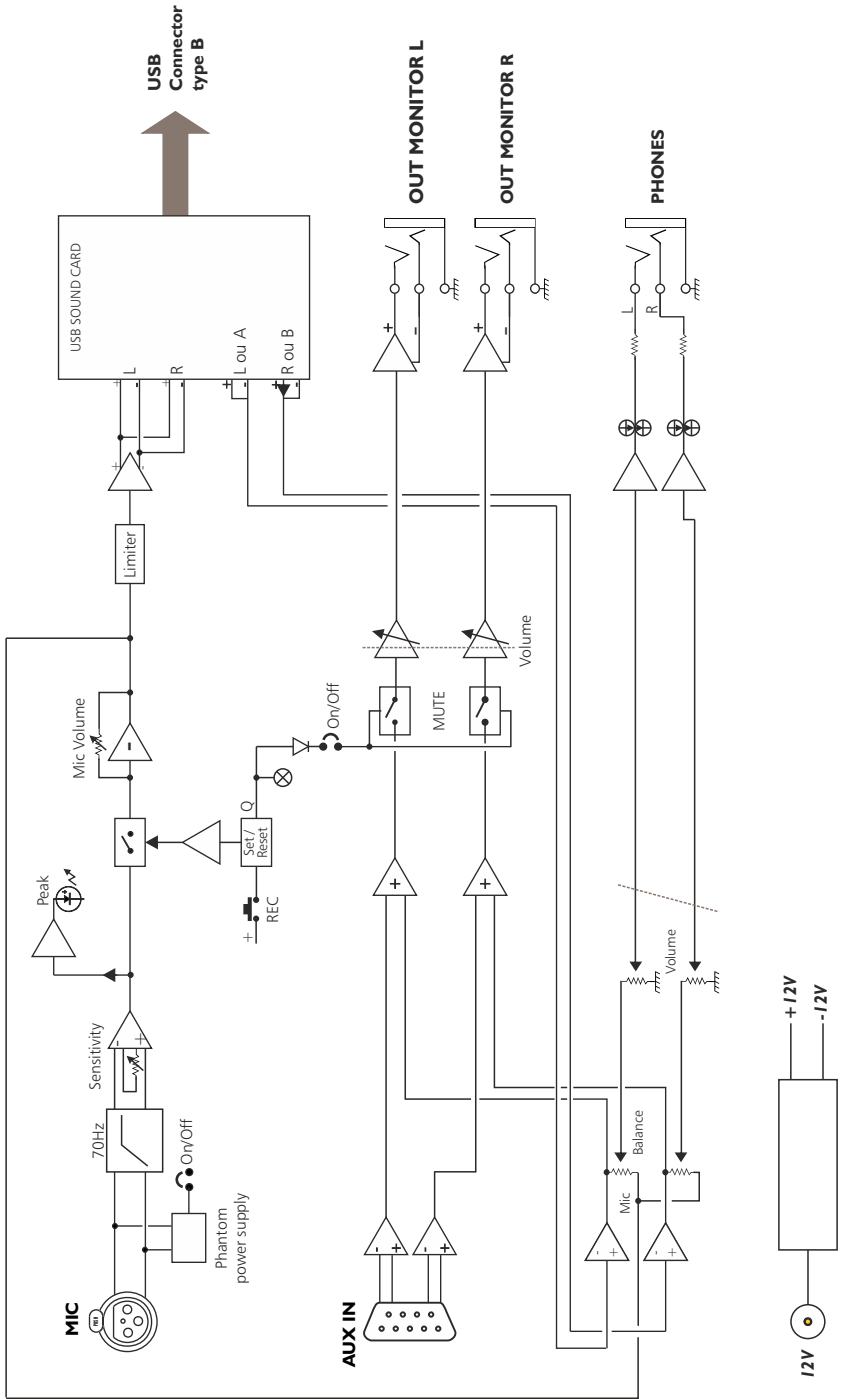 MIC
PUSH
Phantom
power supply
On/Off
70Hz
Sensitivity
-
+
Peak
Mic Volume
-
Limiter
+
-
USB SOUND CARD
+
L
-
+
R
-
+
L ou A
-
+
R ou B
-
USB
Connector
type B
+
REC
Set/
Reset
Q
On/Off
MUTE
Volume
AUX IN
-
+
-
+
+
+
+
-
OUT MONITOR L
+
-
OUT MONITOR R
-
+
-
+
Mic
Balance
Volume
L
R
PHONES
12V
+12V
-12V